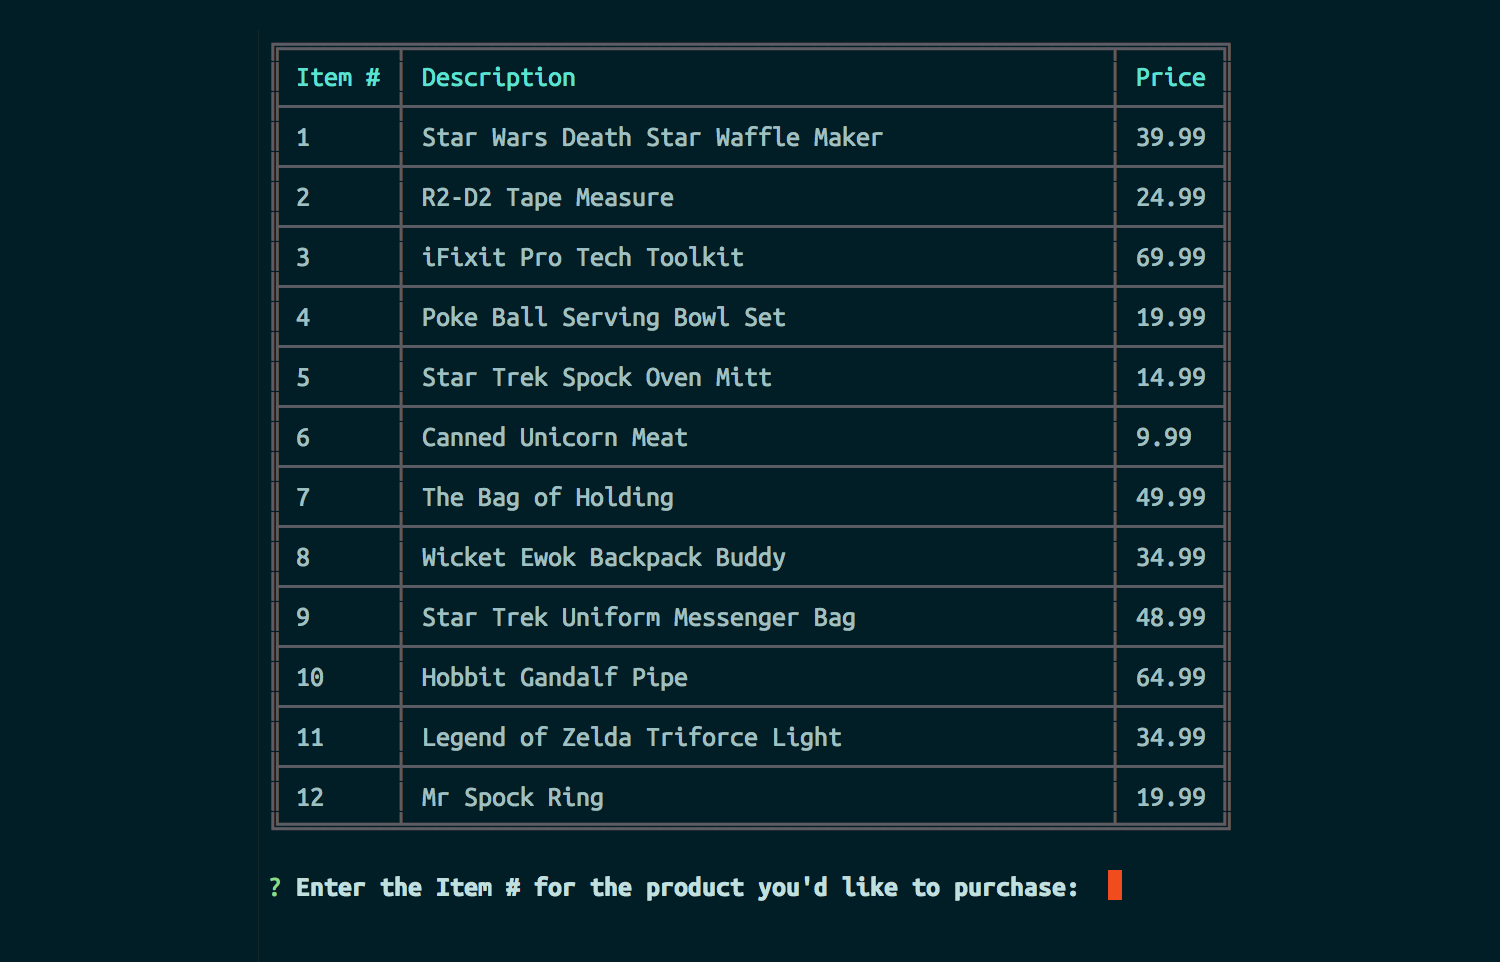 Item # Description Price
1 Star Wars Death Star Waffle Maker 39.99
2 R2-D2 Tape Measure 24.99
3 iFixit Pro Tech Toolkit 69.99
4 Poke Ball Serving Bowl Set 19.99
5 Star Trek Spock Oven Mitt 14.99
6 Canned Unicorn Meat 9.99
7 The Bag of Holding 49.99
8 Wicket Ewok Backpack Buddy 34.99
9 Star Trek Uniform Messenger Bag 48.99
10 Hobbit Gandalf Pipe 64.99
11 Legend of Zelda Triforce Light 34.99
12 Mr Spock Ring 19.99
? Enter the Item # for the product you'd like to purchase: